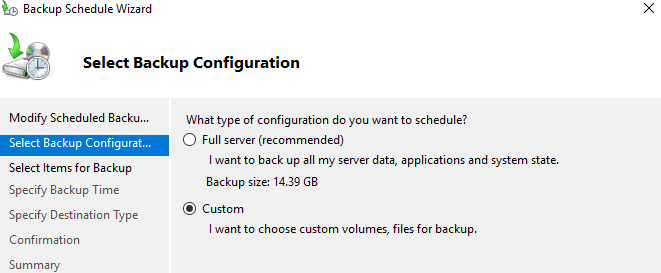 Backup Schedule Wizard
Select Backup Configuration
Modify Scheduled Backu...
Select Backup Configurat...
Select Items for Backup
Specify Backup Time
Specify Destination Type
Confirmation
Summary
What type of configuration do you want to schedule?
Full server (recommended)
I want to back up all my server data, applications and system state.
Backup size: 14.39 GB
Custom
I want to choose custom volumes, files for backup.